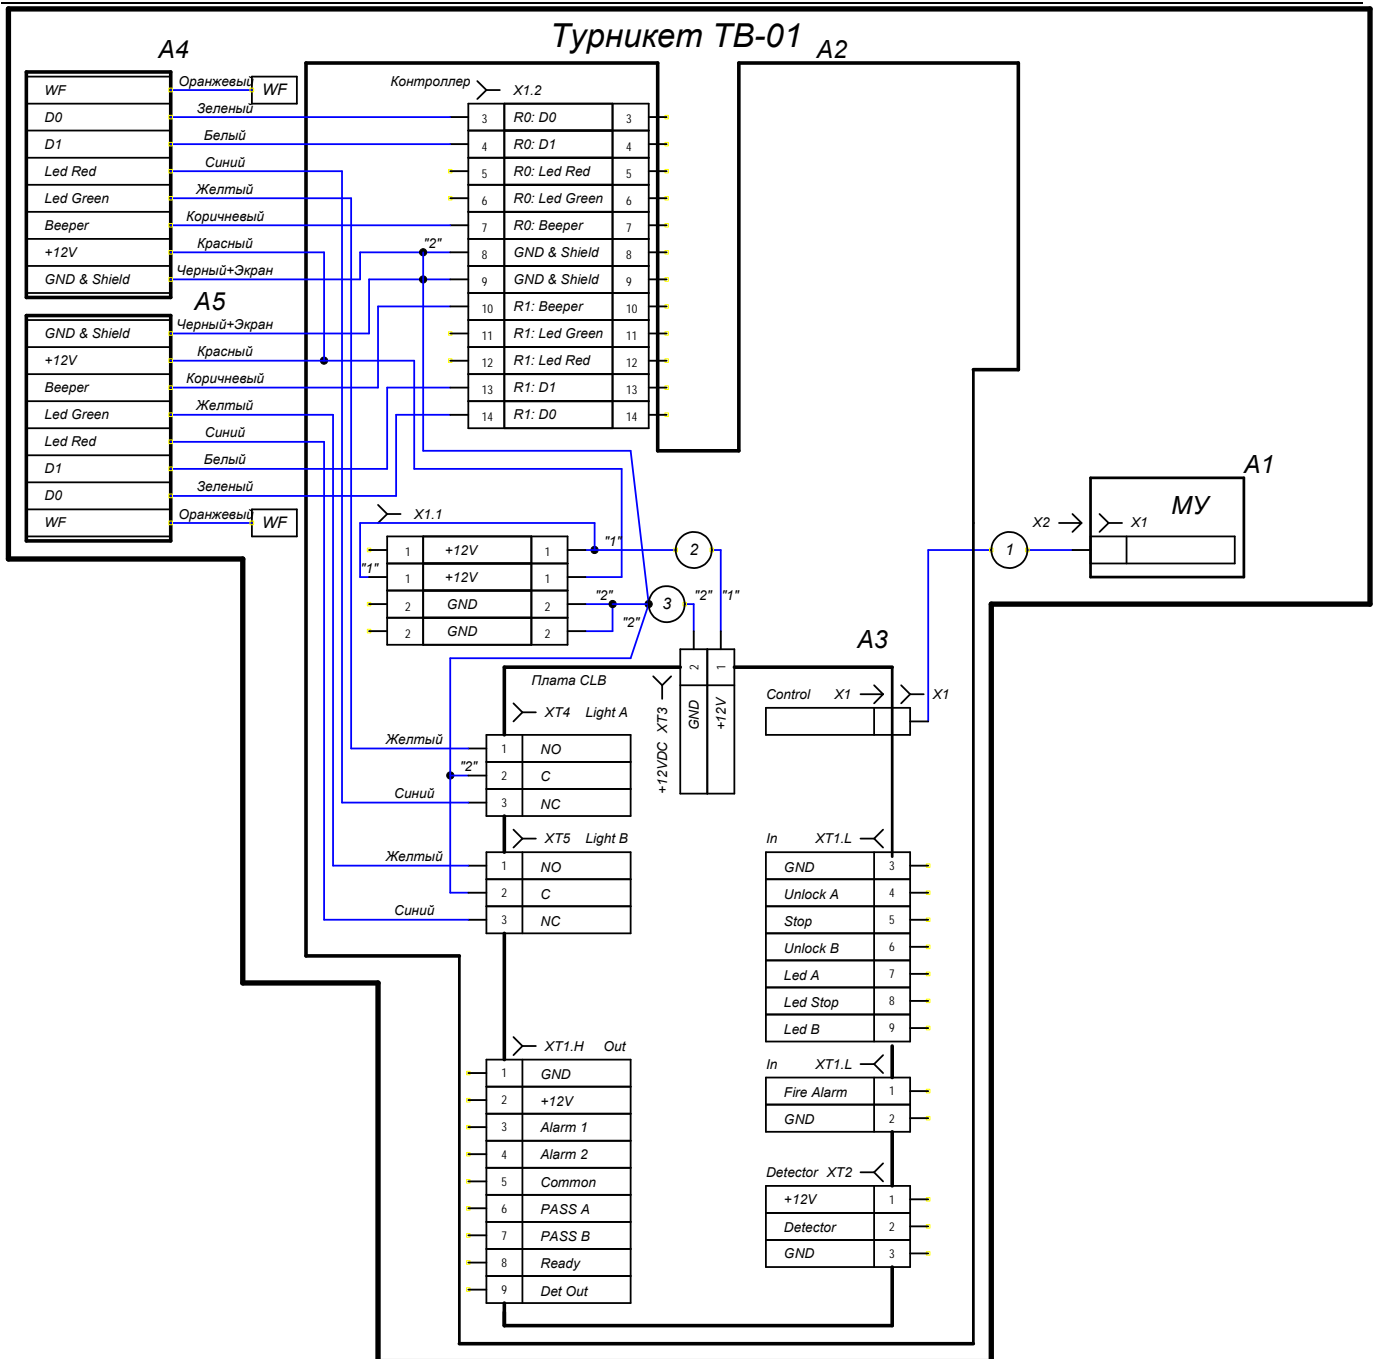 Турникет ТВ-01
A4
A2
WF
Оранжевый
WF
D0
Зеленый
D1
Белый
Led Red
Синий
Led Green
Желтый
Beeper
Коричневый
+12V
Красный
GND & Shield
Черный+Экран
"2"
A5
GND & Shield
Черный+Экран
+12V
Красный
Beeper
Коричневый
Led Green
Желтый
Led Red
Синий
D1
Белый
D0
Зеленый
WF
Оранжевый
WF
Контроллер
X1.2
3 R0: D0 3
4 R0: D1 4
5 R0: Led Red 5
6 R0: Led Green 6
7 R0: Beeper 7
8 GND & Shield 8
9 GND & Shield 9
10 R1: Beeper 10
11 R1: Led Green 11
12 R1: Led Red 12
13 R1: D1 13
14 R1: D0 14
X1.1
1 +12V 1
"1"
2
"1"
1 +12V 1
2 GND 2
"2"
3
"2"
"1"
"2"
2 GND 2
A1
МУ
X2
X1
1
A3
Плата CLB
2 1
GND
+12V
+12VDC XT3
XT4 Light A
Желтый
1 NO
"2"
2 C
Синий
3 NC
XT5 Light B
Желтый
1 NO
2 C
Синий
3 NC
XT1.H Out
1 GND
2 +12V
3 Alarm 1
4 Alarm 2
5 Common
6 PASS A
7 PASS B
8 Ready
9 Det Out
Control X1
X1
In XT1.L
GND 3
Unlock A 4
Stop 5
Unlock B 6
Led A 7
Led Stop 8
Led B 9
In XT1.L
Fire Alarm 1
GND 2
Detector XT2
+12V 1
Detector 2
GND 3